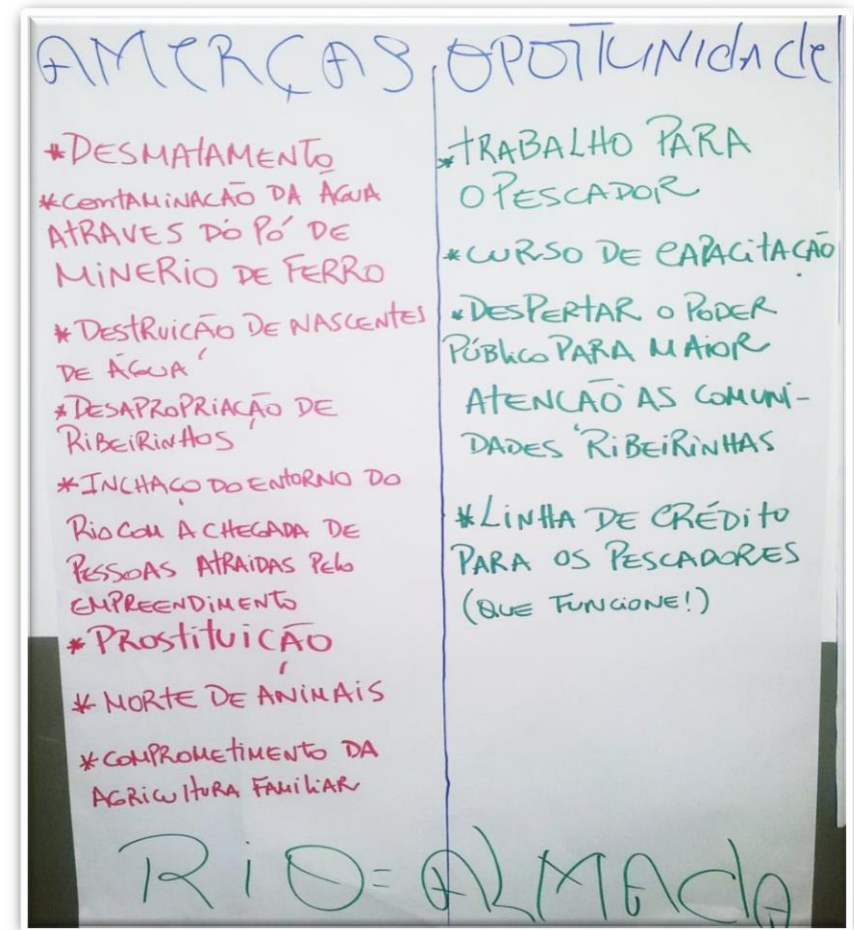 AMERÇAS
* DESMATAMENTO
* CONTAMINACÃO DA ÁGUA
ATRAVES DO PÓ DE
MINERIO DE FERRO
* DESTRUIÇÃO DE NASCENTES
DE ÁGUA
* DESAPROPRIAÇÃO DE
RIBEIRINHOS
* INCHAÇO DO ENTORNO DO
RIO COM A CHEGADA DE
PESSOAS ATRAIDAS PELO
EMPREENDIMENTO
* PROSTITUIÇÃO
* MORTE DE ANIMAIS
* COMPROMETIMENTO DA
AGRICULTURA FAMILIAR
OPOITUNIdAde
* TRABALHO PARA
O PESCADOR
* CURSO DE CAPACITAÇÃO
* DESPERTAR O PODER
PÚBLICO PARA MAIOR
ATENÇÃO AS COMUNI-
DADES RIBEIRINHAS
* LINHA DE CRÉDITO
PARA OS PESCADORES
(QUE FUNCIONE!)
RIO = ALMADA